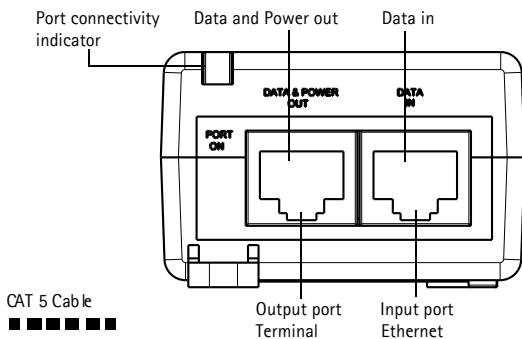 Port connectivity
indicator
Data and Power out
Data in
DATA & POWER
OUT
DATA
IN
PORT
ON
CAT 5 Cable
Output port
Terminal
Input port
Ethernet